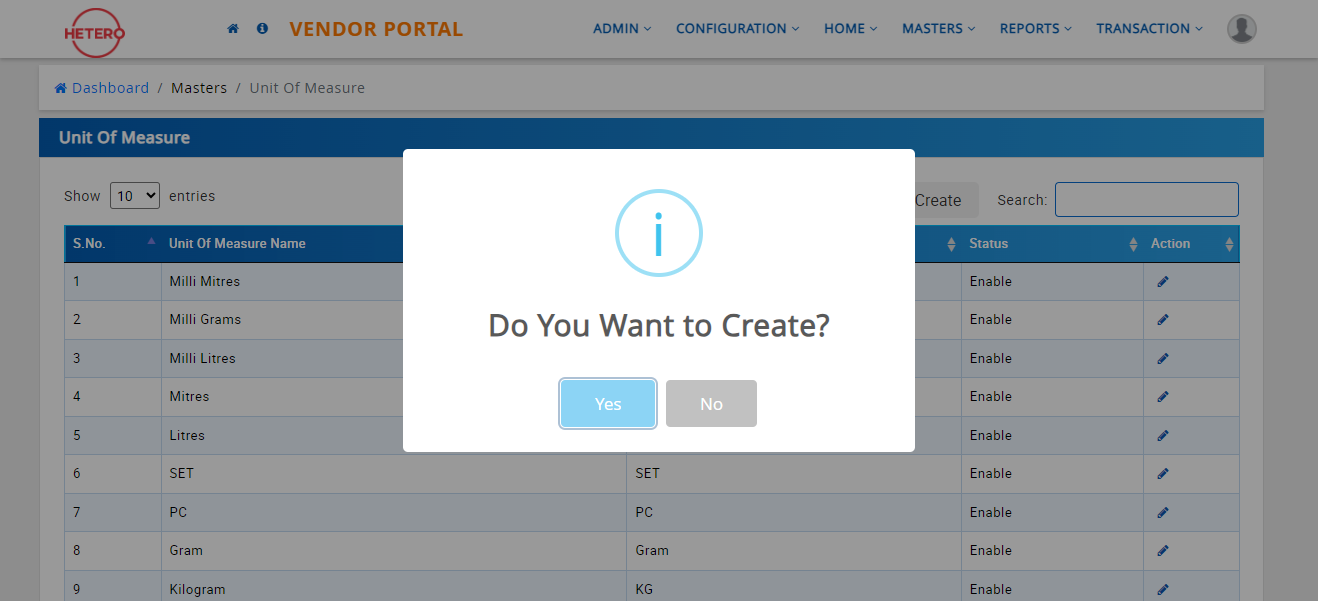 HETERO VENDOR PORTAL ADMIN CONFIGURATION HOME MASTERS REPORTS TRANSACTION
Dashboard / Masters / Unit Of Measure
Unit Of Measure
Show 10 entries Create Search:
S.No. Unit Of Measure Name Status Action
1 Milli Mitres Enable
2 Milli Grams Enable
3 Milli Litres Enable
4 Mitres Enable
5 Litres Enable
6 SET SET Enable
7 PC PC Enable
8 Gram Gram Enable
9 Kilogram KG Enable
Do You Want to Create?
Yes No